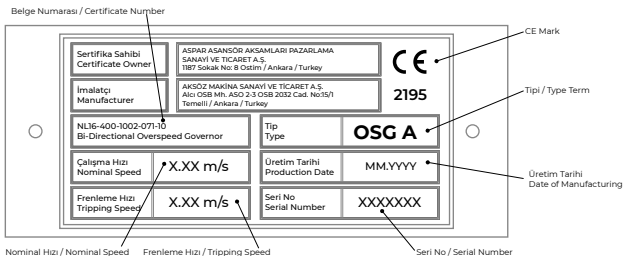 Belge Numarası / Certificate Number
CE Mark
Sertifika Sahibi
Certificate Owner
ASPAR ASANSÖR AKSAMLARI PAZARLAMA
SANAYİ VE TICARET A.Ş.
1187 Sokak No: 8 Ostim / Ankara / Turkey
CE
İmalatçı
Manufacturer
AKSÖZ MAKİNA SANAYİ VE TİCARET A.Ş.
Alcı OSB Mh. ASO 2-3 OSB 2032 Cad. No:15/1
Temelli / Ankara / Turkey
2195
Tipi / Type Term
NL16-400-1002-071-10
Bi-Directional Overspeed Governor
Tip
Type
OSG A
Çalışma Hızı
Nominal Speed
X.XX m/s
Üretim Tarihi
Production Date
MM.YYYY
Üretim Tarihi
Date of Manufacturing
Frenleme Hızı
Tripping Speed
X.XX m/s
Seri No
Serial Number
XXXXXXX
Nominal Hızı / Nominal Speed
Frenleme Hızı / Tripping Speed
Seri No / Serial Number